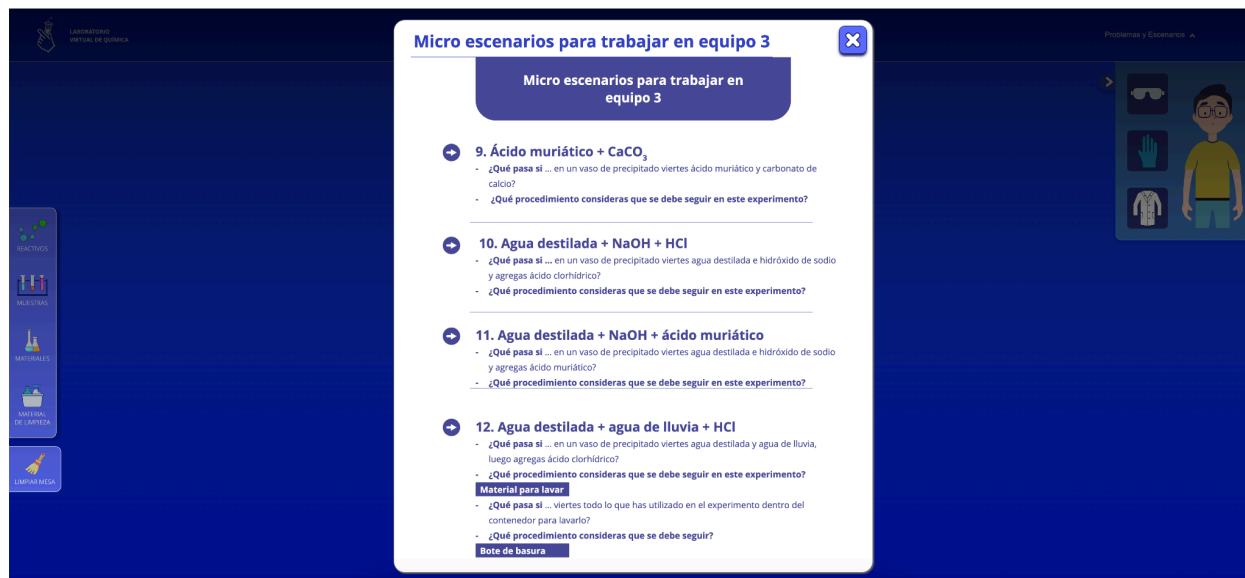 LABORATORIO
VIRTUAL DE QUÍMICA
Problemas y Escenarios
Micro escenarios para trabajar en equipo 3
Micro escenarios para trabajar en
equipo 3
9. Ácido muriático + CaCO₃
- ¿Qué pasa si ... en un vaso de precipitado viertes ácido muriático y carbonato de
calcio?
- ¿Qué procedimiento consideras que se debe seguir en este experimento?
10. Agua destilada + NaOH + HCl
- ¿Qué pasa si ... en un vaso de precipitado viertes agua destilada e hidróxido de sodio
y agregas ácido clorhídrico?
- ¿Qué procedimiento consideras que se debe seguir en este experimento?
11. Agua destilada + NaOH + ácido muriático
- ¿Qué pasa si ... en un vaso de precipitado viertes agua destilada e hidróxido de sodio
y agregas ácido muriático?
- ¿Qué procedimiento consideras que se debe seguir en este experimento?
12. Agua destilada + agua de lluvia + HCl
- ¿Qué pasa si ... en un vaso de precipitado viertes agua destilada y agua de lluvia,
luego agregas ácido clorhídrico?
- ¿Qué procedimiento consideras que se debe seguir en este experimento?
Material para lavar
- ¿Qué pasa si ... viertes todo lo que has utilizado en el experimento dentro del
contenedor para lavarlo?
- ¿Qué procedimiento consideras que se debe seguir?
Bote de basura
REACTIVOS
MUESTRAS
MATERIALES
MATERIAL
DE LIMPIEZA
LIMPIAR MESA